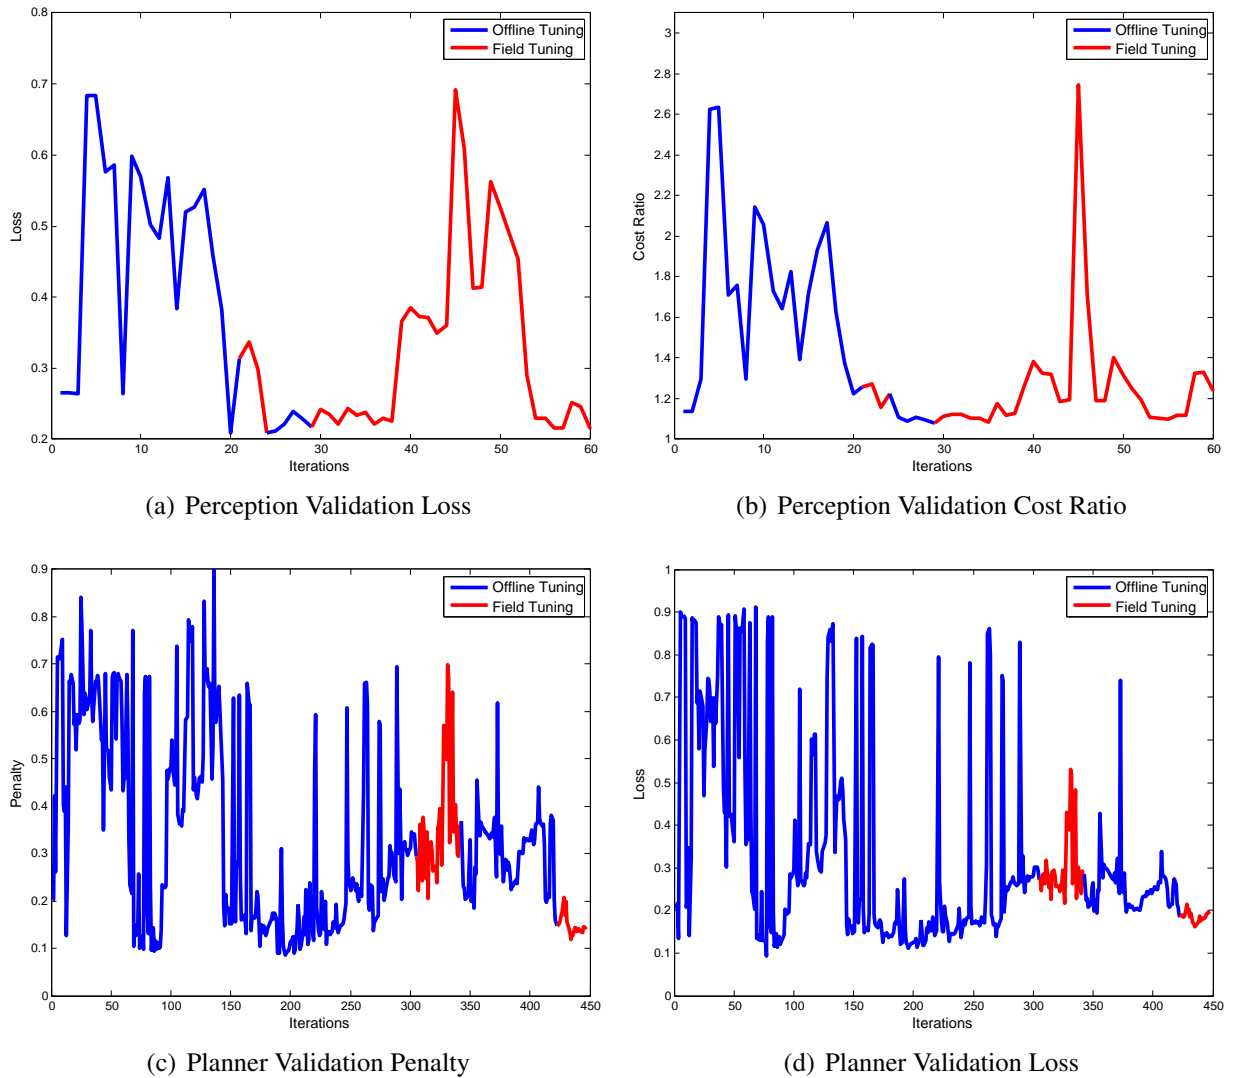 0.8
0.7
0.6
0.5
0.4
0.3
0.2
0 10 20 30 40 50 60
Loss
Iterations
Offline Tuning
Field Tuning
(a) Perception Validation Loss
3
2.8
2.6
2.4
2.2
2
1.8
1.6
1.4
1.2
1
0 10 20 30 40 50 60
Cost Ratio
Iterations
Offline Tuning
Field Tuning
(b) Perception Validation Cost Ratio
0.9
0.8
0.7
0.6
0.5
0.4
0.3
0.2
0.1
0
0 50 100 150 200 250 300 350 400 450
Penalty
Iterations
Offline Tuning
Field Tuning
(c) Planner Validation Penalty
1
0.9
0.8
0.7
0.6
0.5
0.4
0.3
0.2
0.1
0
0 50 100 150 200 250 300 350 400 450
Loss
Iterations
Offline Tuning
Field Tuning
(d) Planner Validation Loss